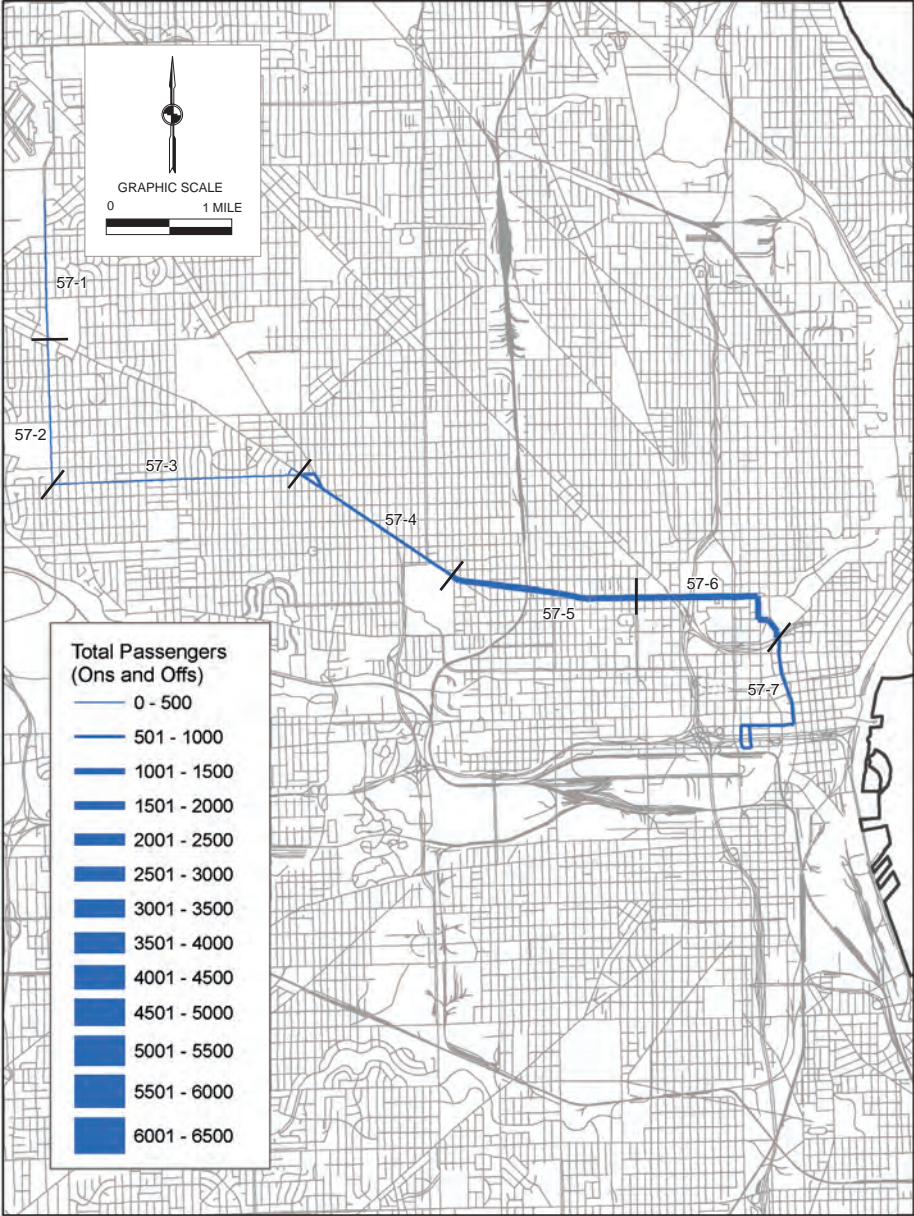 GRAPHIC SCALE
0 1 MILE
57-1
57-2
57-3
57-4
57-5
57-6
57-7
Total Passengers
(Ons and Offs)
0 - 500
501 - 1000
1001 - 1500
1501 - 2000
2001 - 2500
2501 - 3000
3001 - 3500
3501 - 4000
4001 - 4500
4501 - 5000
5001 - 5500
5501 - 6000
6001 - 6500